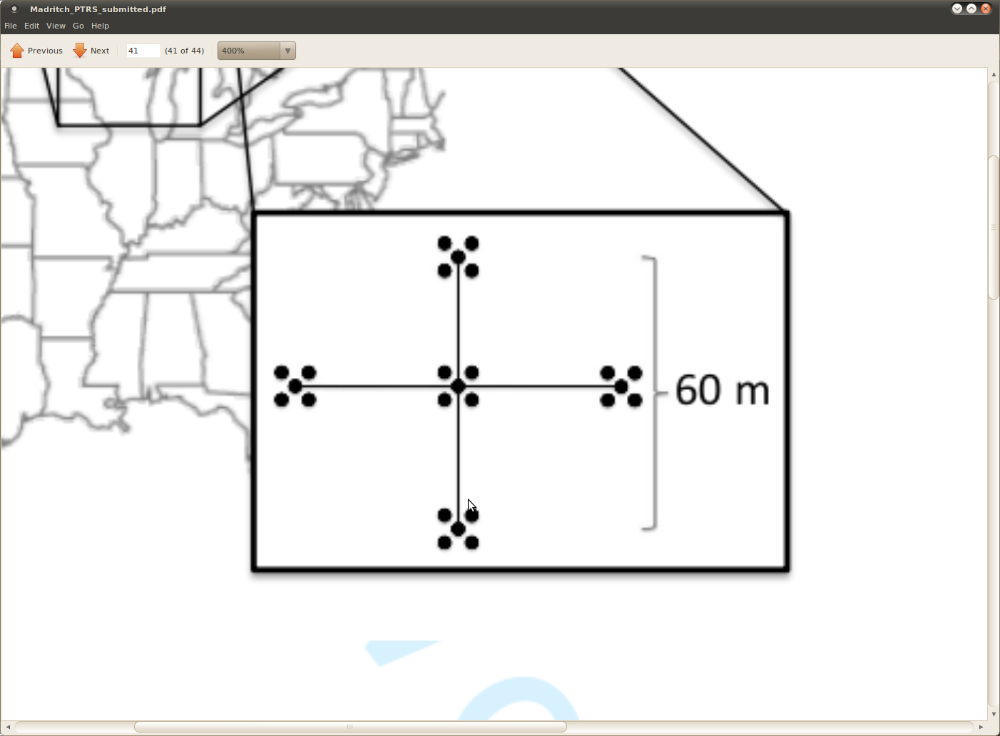 Madritch_PTRS_submitted.pdf
File Edit View Go Help
Previous Next 41 (41 of 44) 400%
60 m